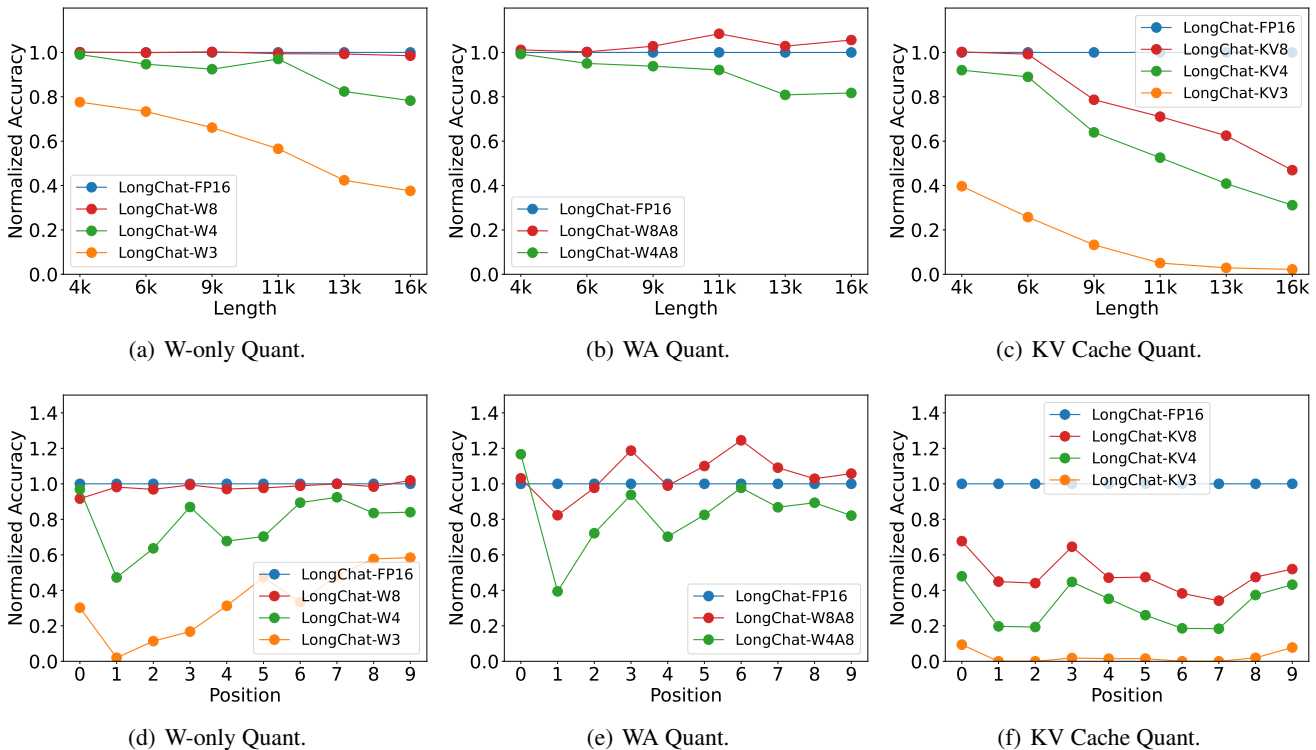 Normalized Accuracy
1.0
0.8
0.6
0.4
0.2
0.0
LongChat-FP16
LongChat-W8
LongChat-W4
LongChat-W3
4k 6k 9k 11k 13k 16k
Length
(a) W-only Quant.
Normalized Accuracy
1.0
0.8
0.6
0.4
0.2
0.0
LongChat-FP16
LongChat-W8A8
LongChat-W4A8
4k 6k 9k 11k 13k 16k
Length
(b) WA Quant.
Normalized Accuracy
1.0
0.8
0.6
0.4
0.2
0.0
LongChat-FP16
LongChat-KV8
LongChat-KV4
LongChat-KV3
4k 6k 9k 11k 13k 16k
Length
(c) KV Cache Quant.
Normalized Accuracy
1.4
1.2
1.0
0.8
0.6
0.4
0.2
0.0
LongChat-FP16
LongChat-W8
LongChat-W4
LongChat-W3
0 1 2 3 4 5 6 7 8 9
Position
(d) W-only Quant.
Normalized Accuracy
1.4
1.2
1.0
0.8
0.6
0.4
0.2
0.0
LongChat-FP16
LongChat-W8A8
LongChat-W4A8
0 1 2 3 4 5 6 7 8 9
Position
(e) WA Quant.
Normalized Accuracy
1.4
1.2
1.0
0.8
0.6
0.4
0.2
0.0
LongChat-FP16
LongChat-KV8
LongChat-KV4
LongChat-KV3
0 1 2 3 4 5 6 7 8 9
Position
(f) KV Cache Quant.